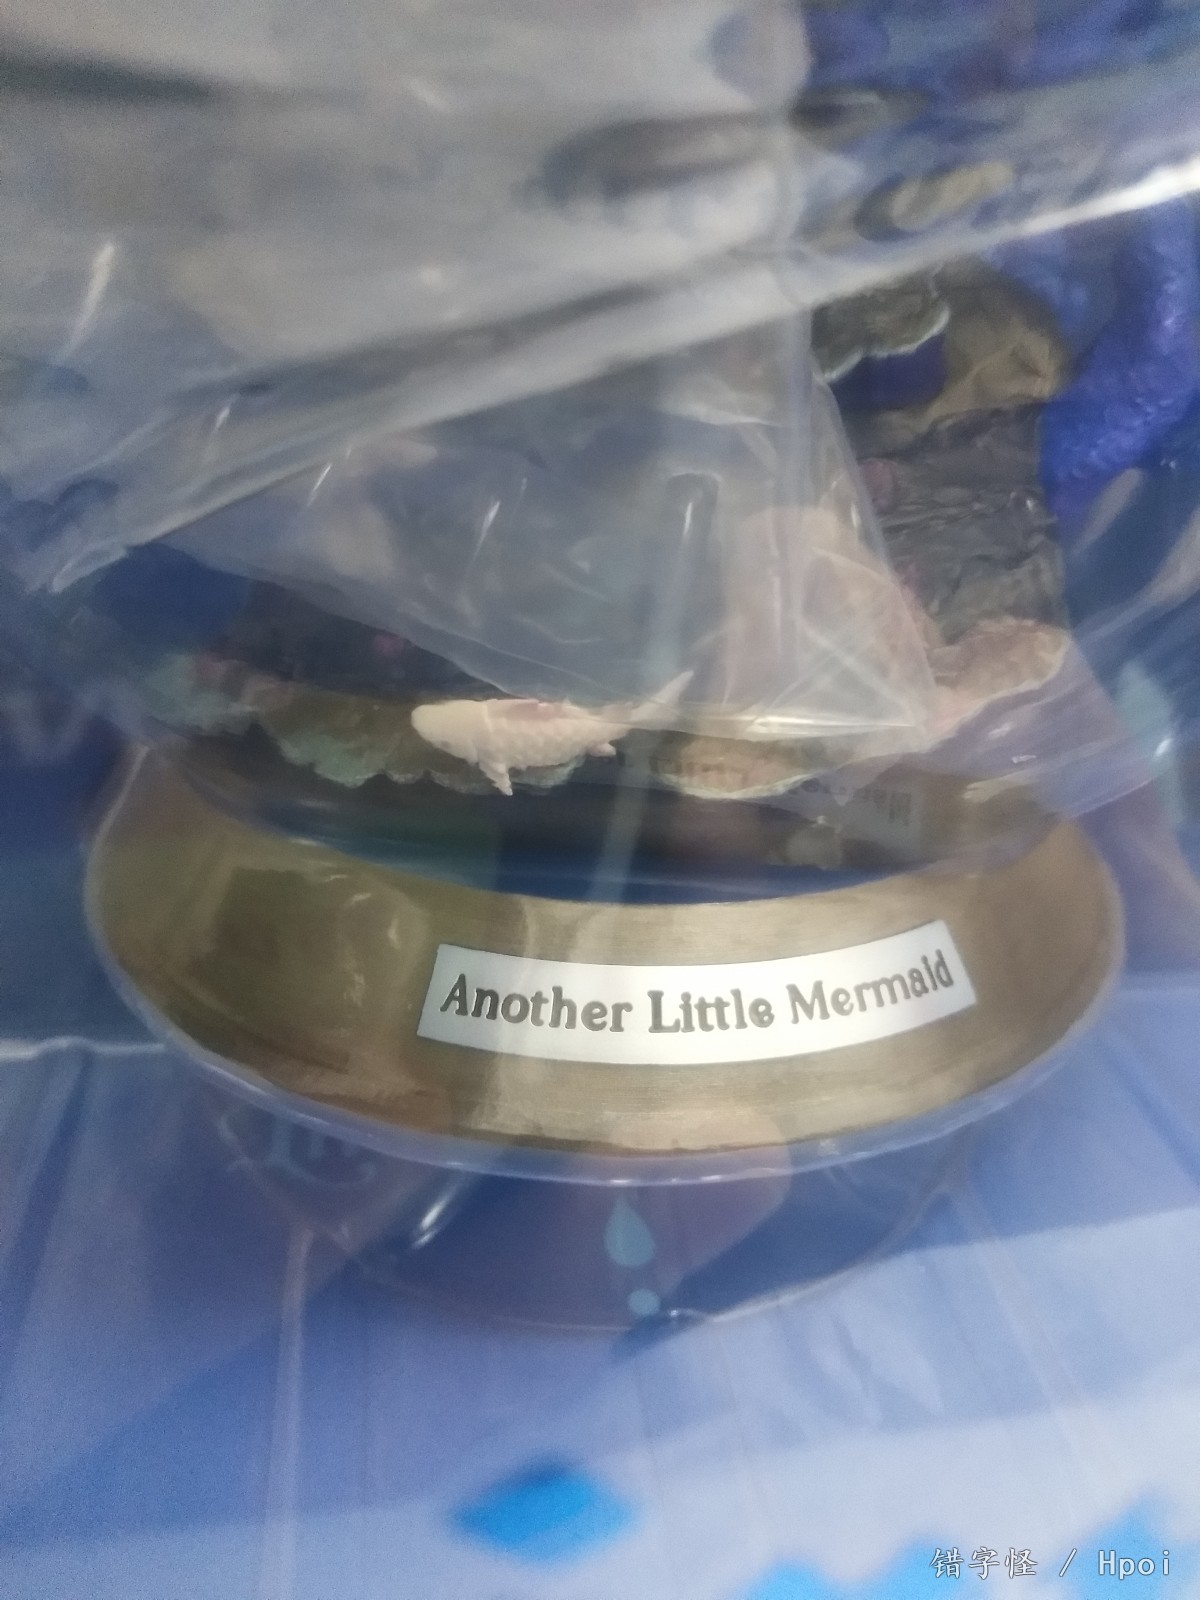 Another Little Mermaid
错字怪 / Hpoi